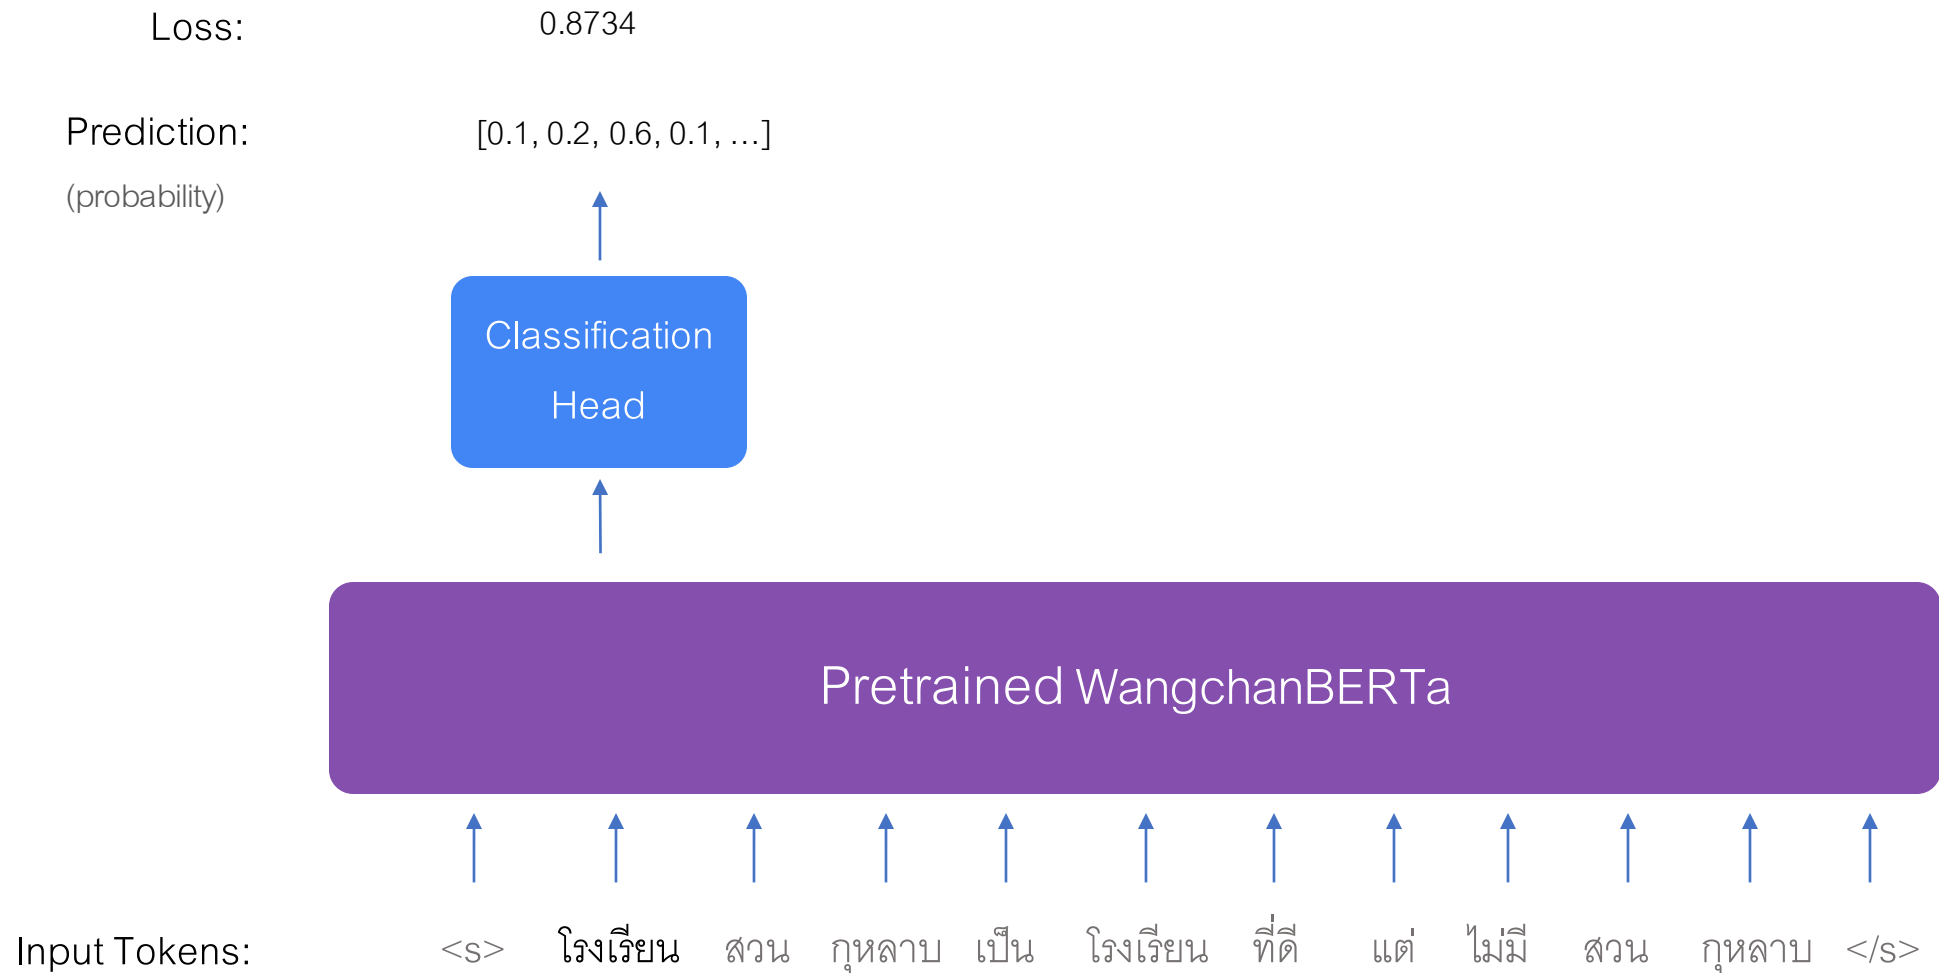 Loss: 0.8734
Prediction: [0.1, 0.2, 0.6, 0.1, ...]
(probability)
Classification
Head
Pretrained WangchanBERTa
Input Tokens: <s> โรงเรียน สวน กุหลาบ เป็น โรงเรียน ที่ดี แต่ ไม่มี สวน กุหลาบ </s>